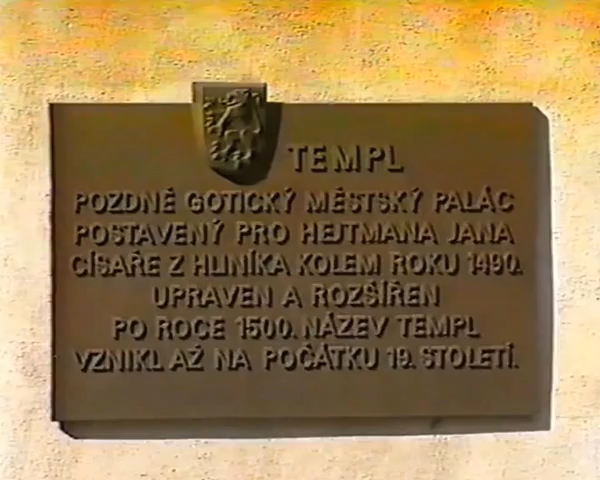 TEMPL
POZDNĚ GOTICKÝ MĚSTSKÝ PALÁC
POSTAVENÝ PRO HEJTMANA JANA
CÍSAŘE Z HLINÍKA KOLEM ROKU 1490.
UPRAVEN A ROZŠÍŘEN
PO ROCE 1500. NÁZEV TEMPL
VZNIKL AŽ NA POČÁTKU 19. STOLETÍ.